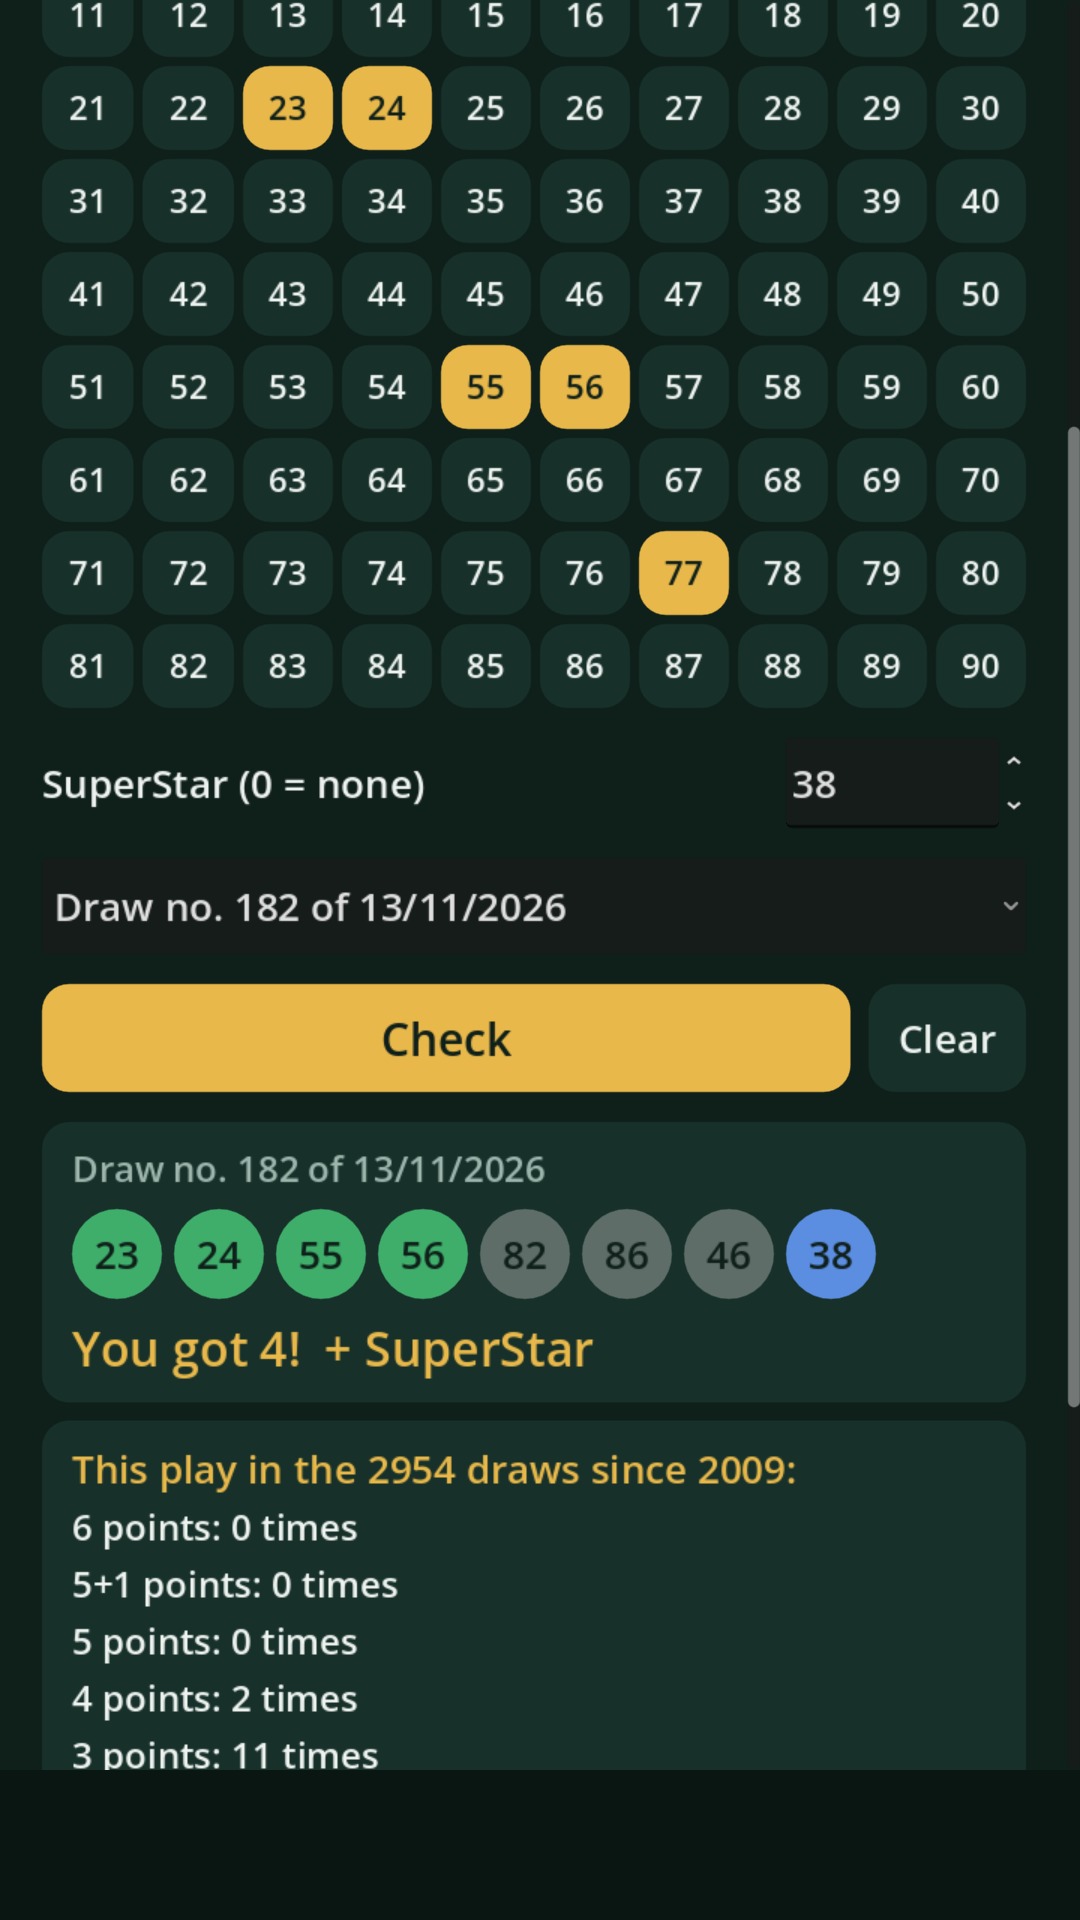 11 12 13 14 15 16 17 18 19 20
21 22 23 24 25 26 27 28 29 30
31 32 33 34 35 36 37 38 39 40
41 42 43 44 45 46 47 48 49 50
51 52 53 54 55 56 57 58 59 60
61 62 63 64 65 66 67 68 69 70
71 72 73 74 75 76 77 78 79 80
81 82 83 84 85 86 87 88 89 90
SuperStar (0 = none) 38
Draw no. 182 of 13/11/2026
Check Clear
Draw no. 182 of 13/11/2026
23 24 55 56 82 86 46 38
You got 4! + SuperStar
This play in the 2954 draws since 2009:
6 points: 0 times
5+1 points: 0 times
5 points: 0 times
4 points: 2 times
3 points: 11 times